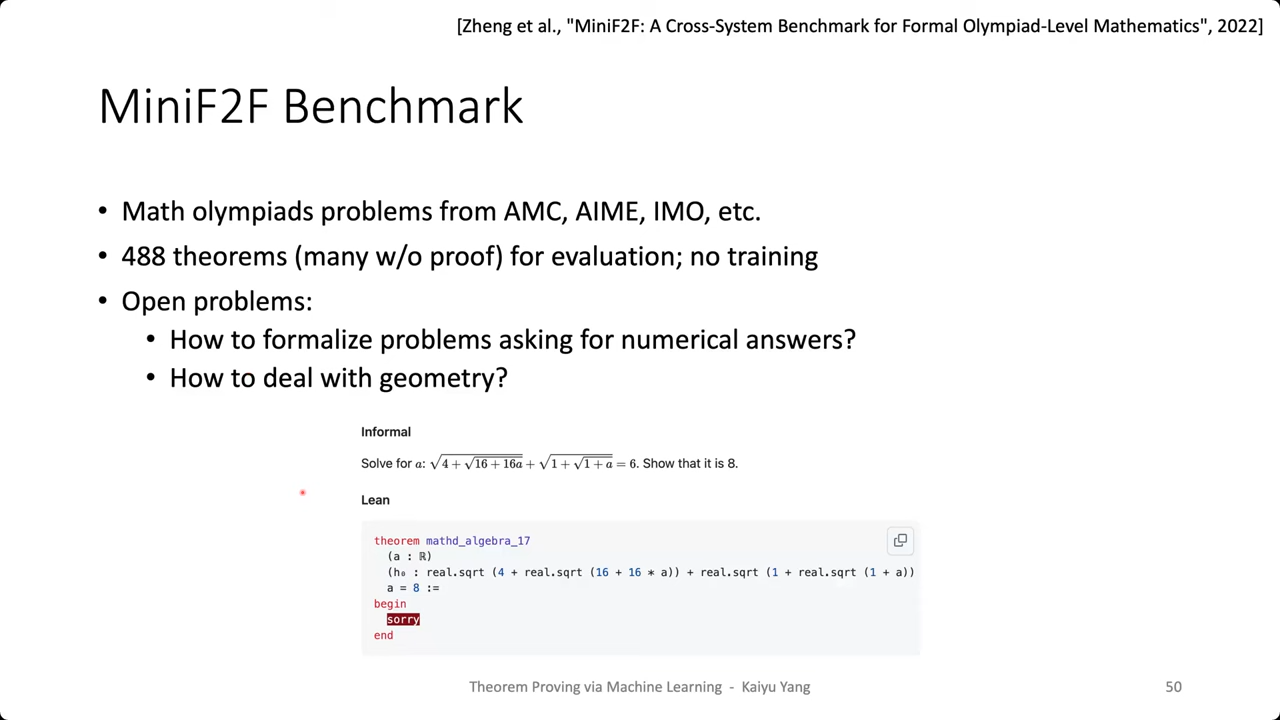 [Zheng et al., "MiniF2F: A Cross-System Benchmark for Formal Olympiad-Level Mathematics", 2022]
MiniF2F Benchmark
• Math olympiads problems from AMC, AIME, IMO, etc.
• 488 theorems (many w/o proof) for evaluation; no training
• Open problems:
• How to formalize problems asking for numerical answers?
• How to deal with geometry?
Informal
Solve for a: √(4 + √(16 + 16a)) + √(1 + √(1 + a)) = 6. Show that it is 8.
Lean
theorem mathd_algebra_17
(a : ℝ)
(h₀ : real.sqrt (4 + real.sqrt (16 + 16 * a)) + real.sqrt (1 + real.sqrt (1 + a))
a = 8 :=
begin
sorry
end
Theorem Proving via Machine Learning - Kaiyu Yang
50